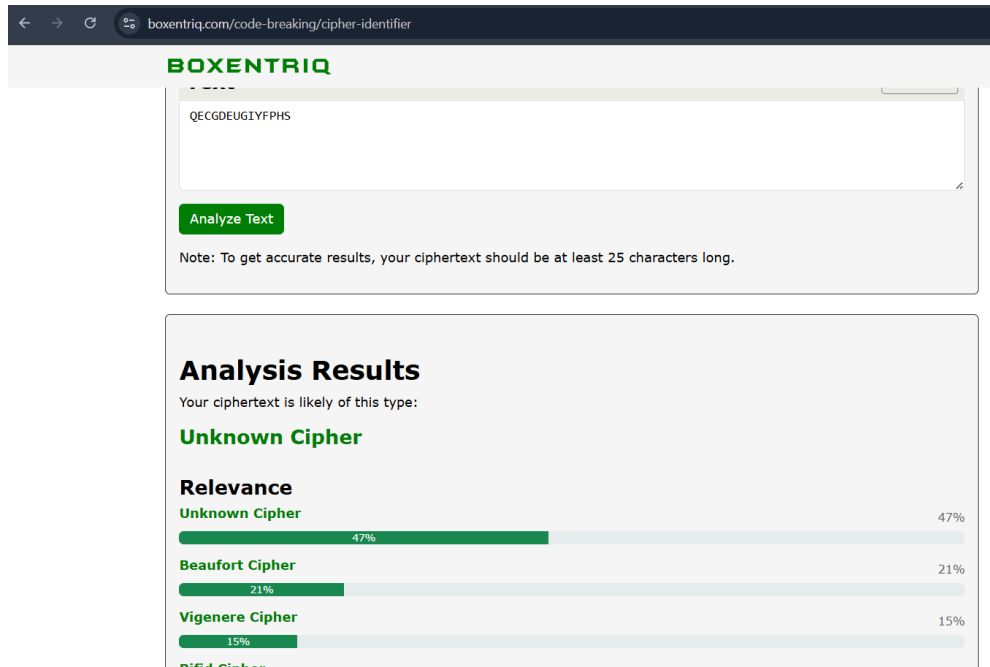 boxentriq.com/code-breaking/cipher-identifier
BOXENTRIQ
QECGDEUGIYFPHS
Analyze Text
Note: To get accurate results, your ciphertext should be at least 25 characters long.
Analysis Results
Your ciphertext is likely of this type:
Unknown Cipher
Relevance
Unknown Cipher
47%
47%
Beaufort Cipher
21%
21%
Vigenere Cipher
15%
15%